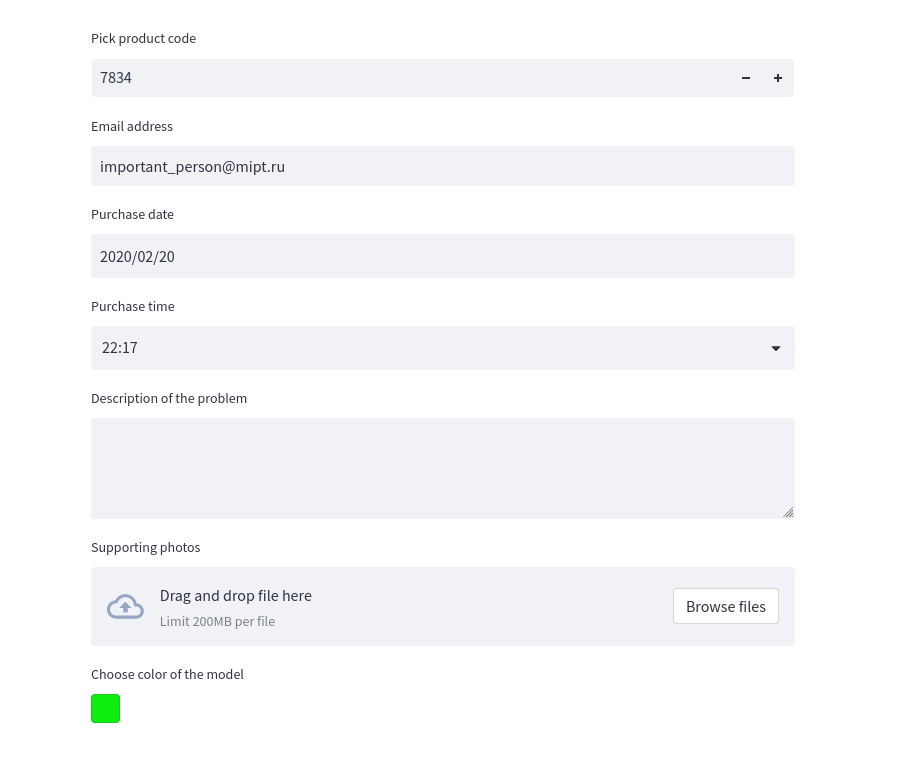 Pick product code
7834
Email address
important_person@mipt.ru
Purchase date
2020/02/20
Purchase time
22:17
Description of the problem
Supporting photos
Drag and drop file here
Limit 200MB per file
Browse files
Choose color of the model